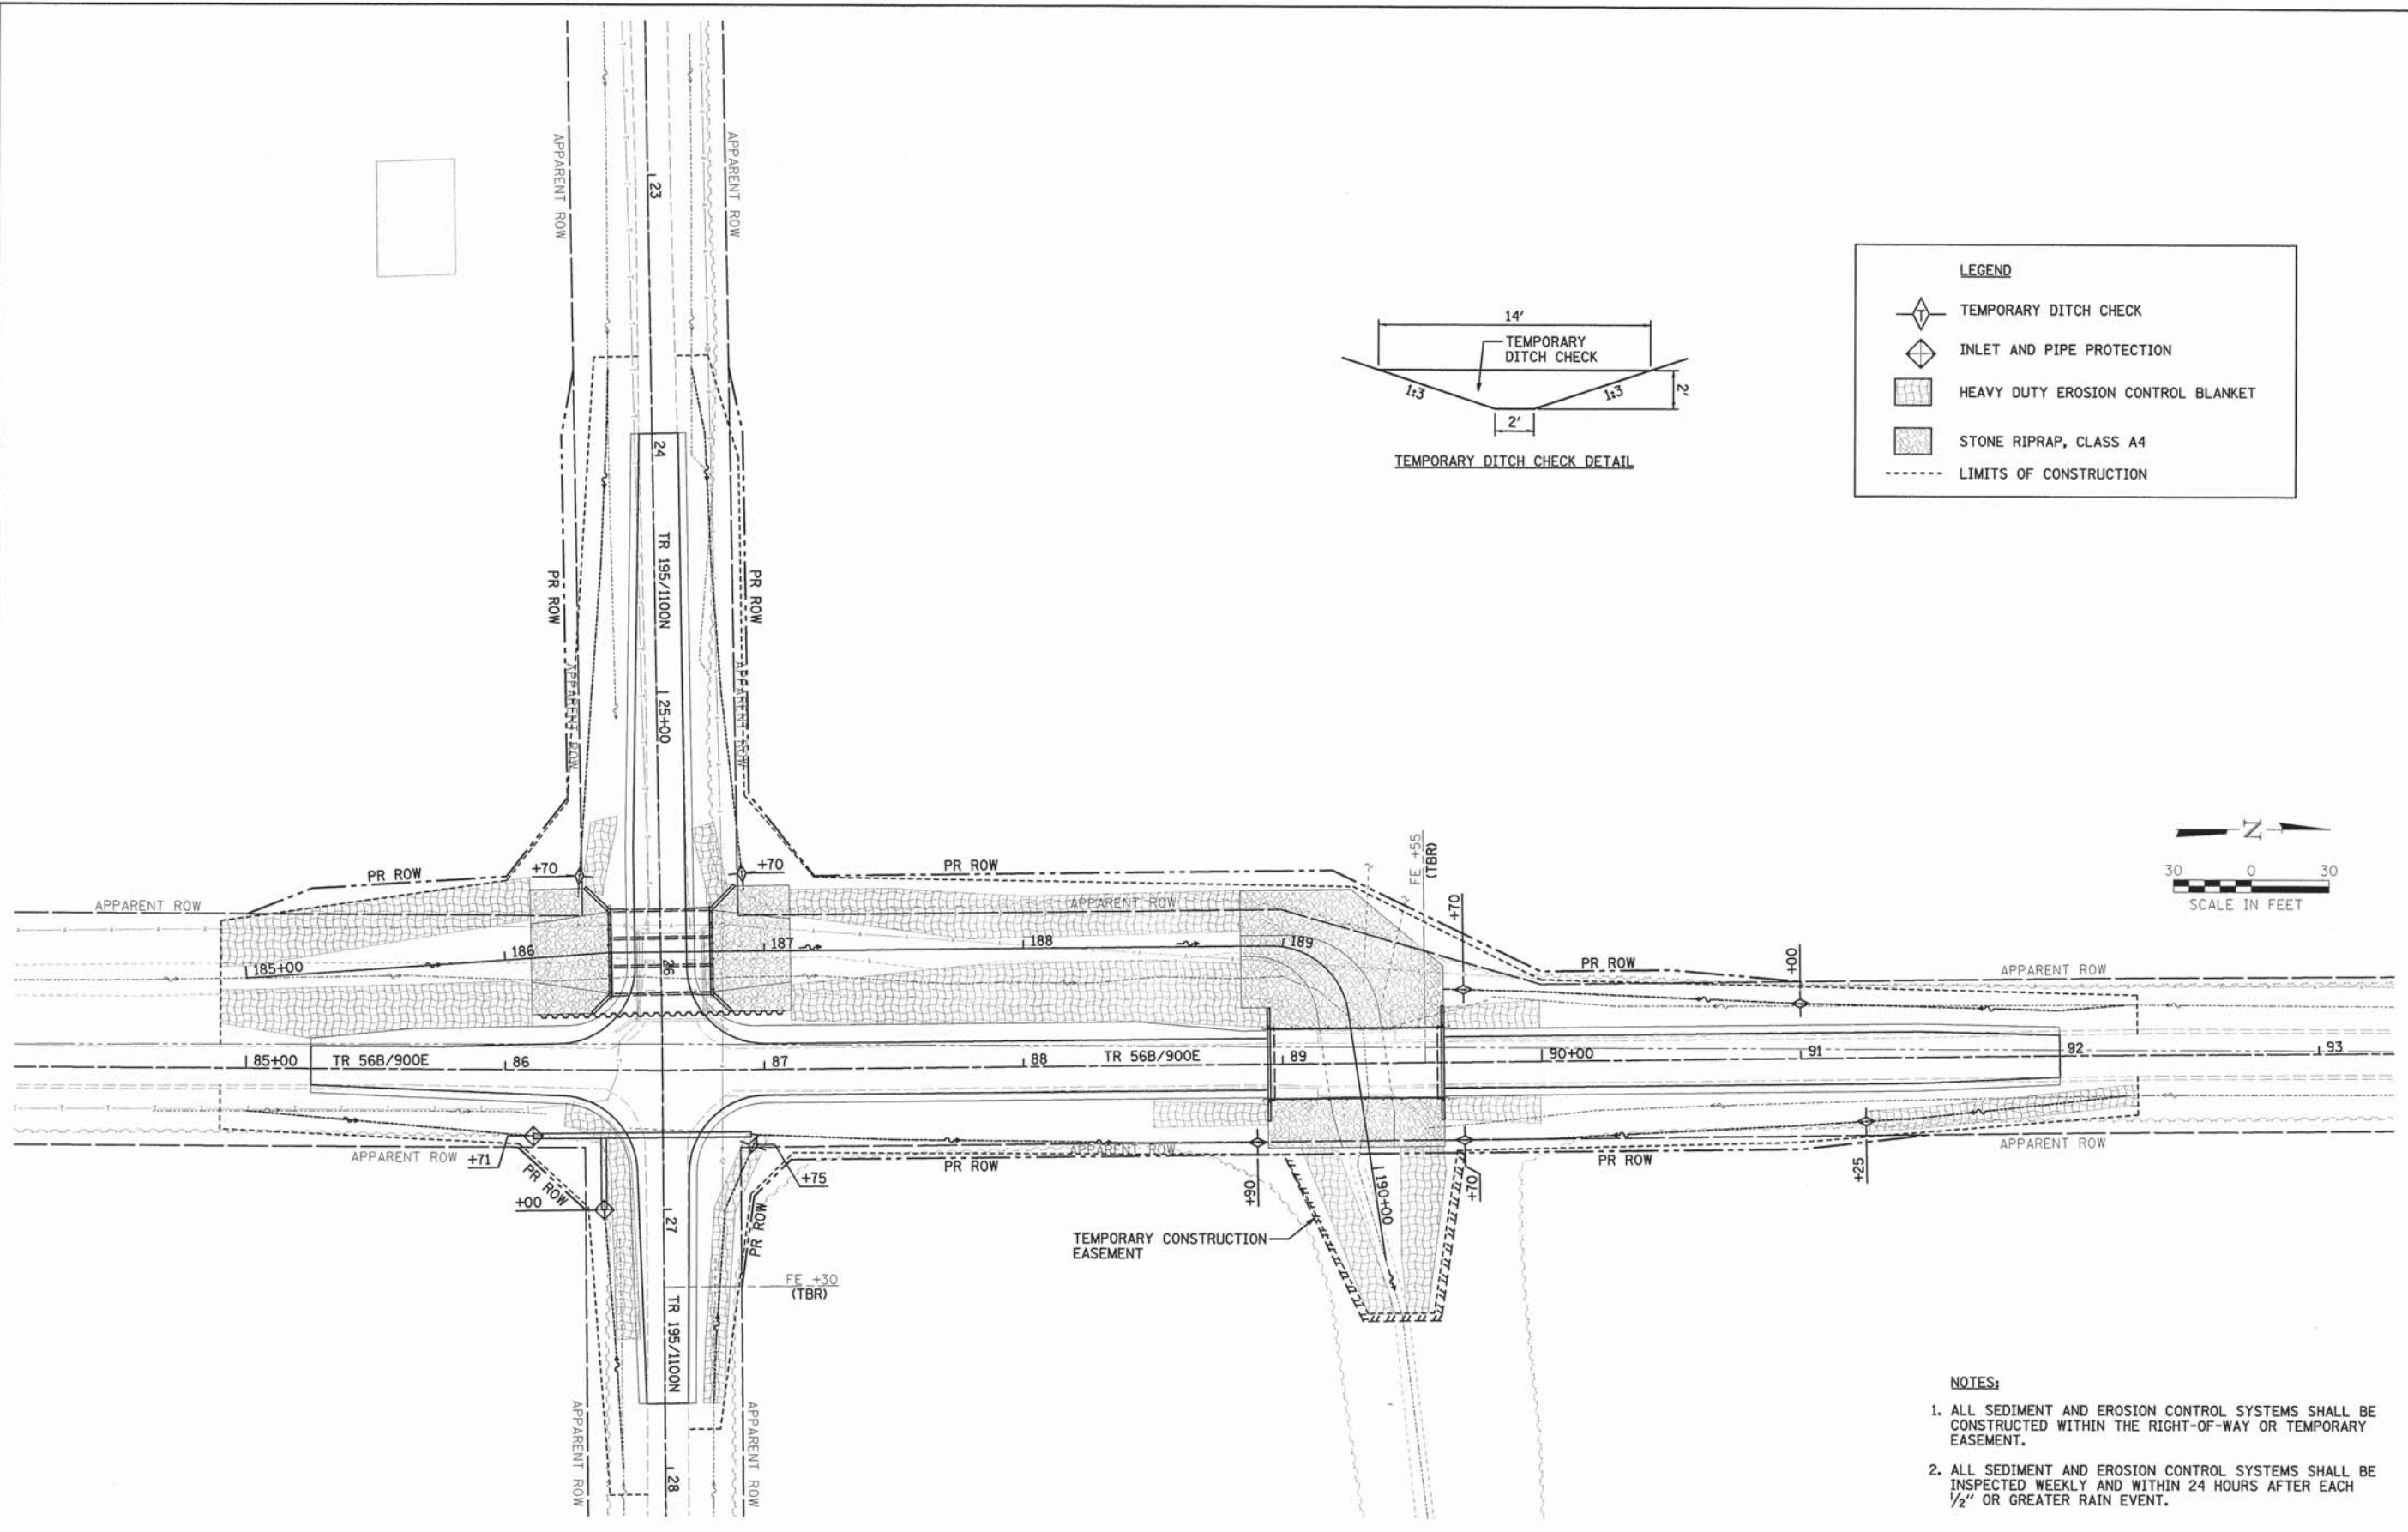 APPARENT ROW
APPARENT ROW
23
LEGEND
TEMPORARY DITCH CHECK
INLET AND PIPE PROTECTION
HEAVY DUTY EROSION CONTROL BLANKET
STONE RIPRAP, CLASS A4
LIMITS OF CONSTRUCTION
14'
TEMPORARY
DITCH CHECK
1:3
1:3
2'
2'
TEMPORARY DITCH CHECK DETAIL
24
TR 195/1100N
PR ROW
PR ROW
APPARENT ROW
APPARENT ROW
25+00
N
30 0 30
SCALE IN FEET
FE +55
(TBR)
PR ROW
+70
+70
PR ROW
APPARENT ROW
APPARENT ROW
+70
185+00
186
26
187
188
189
+00
PR ROW
APPARENT ROW
85+00
TR 56B/900E
86
87
88
TR 56B/900E
89
90+00
91
92
93
APPARENT ROW
+71
PR ROW
+00
+75
PR ROW
PR ROW
APPARENT ROW
+90
+70
190+00
PR ROW
+25
APPARENT ROW
27
TEMPORARY CONSTRUCTION
EASEMENT
FE +30
(TBR)
TR 195/1100N
APPARENT ROW
APPARENT ROW
28
NOTES:
1. ALL SEDIMENT AND EROSION CONTROL SYSTEMS SHALL BE
CONSTRUCTED WITHIN THE RIGHT-OF-WAY OR TEMPORARY
EASEMENT.
2. ALL SEDIMENT AND EROSION CONTROL SYSTEMS SHALL BE
INSPECTED WEEKLY AND WITHIN 24 HOURS AFTER EACH
1/2" OR GREATER RAIN EVENT.